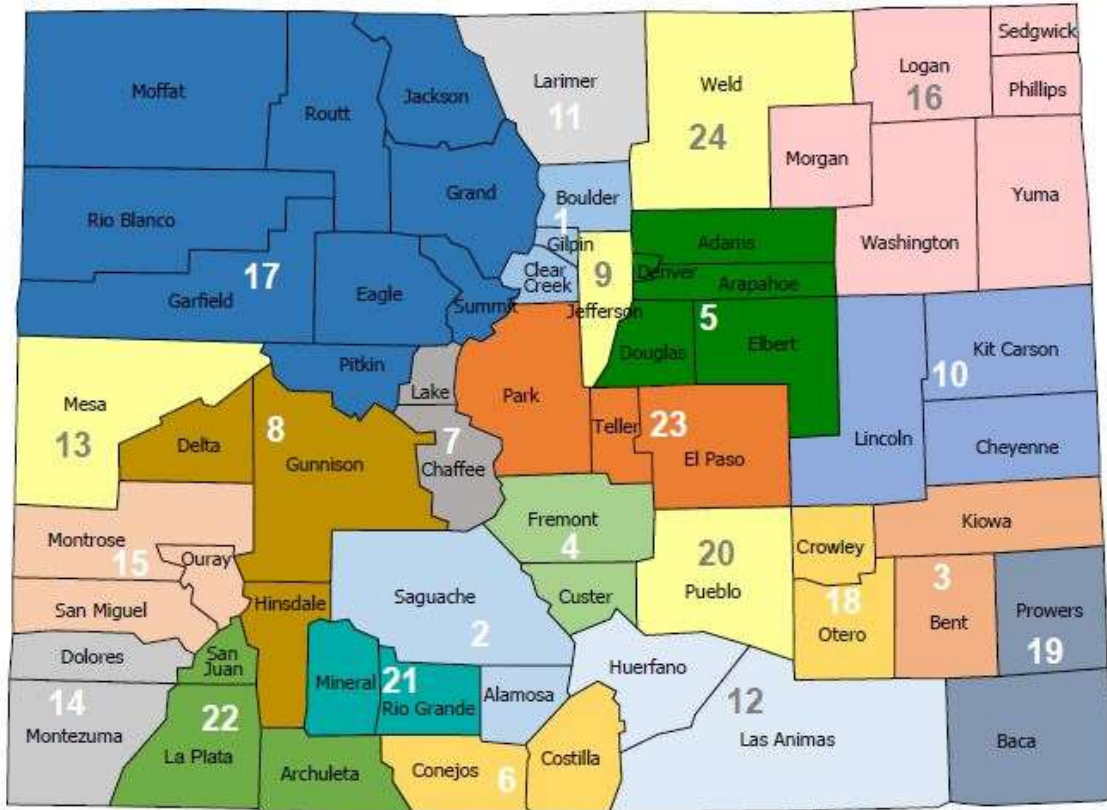 Moffat
Routt
Jackson
Larimer
11
Weld
24
Logan
16
Sedgwick
Phillips
Morgan
Yuma
Washington
Rio Blanco
Grand
Boulder
1
Gilpin
Clear
Creek
9
Jefferson
Adams
Denver
Arapahoe
17
Garfield
Eagle
Summit
5
Douglas
Elbert
Kit Carson
10
Lincoln
Cheyenne
Mesa
13
Pitkin
Lake
Park
Teller
23
El Paso
Delta
8
Gunnison
7
Chaffee
Montrose
15
Ouray
San Miguel
Hinsdale
Fremont
4
Custer
20
Pueblo
Crowley
18
Otero
Kiowa
3
Bent
Prowers
19
Saguache
2
Dolores
San
Juan
14
Montezuma
22
La Plata
Mineral
21
Rio Grande
Alamosa
Huerfano
12
Las Animas
Baca
Archuleta
Conejos
6
Costilla